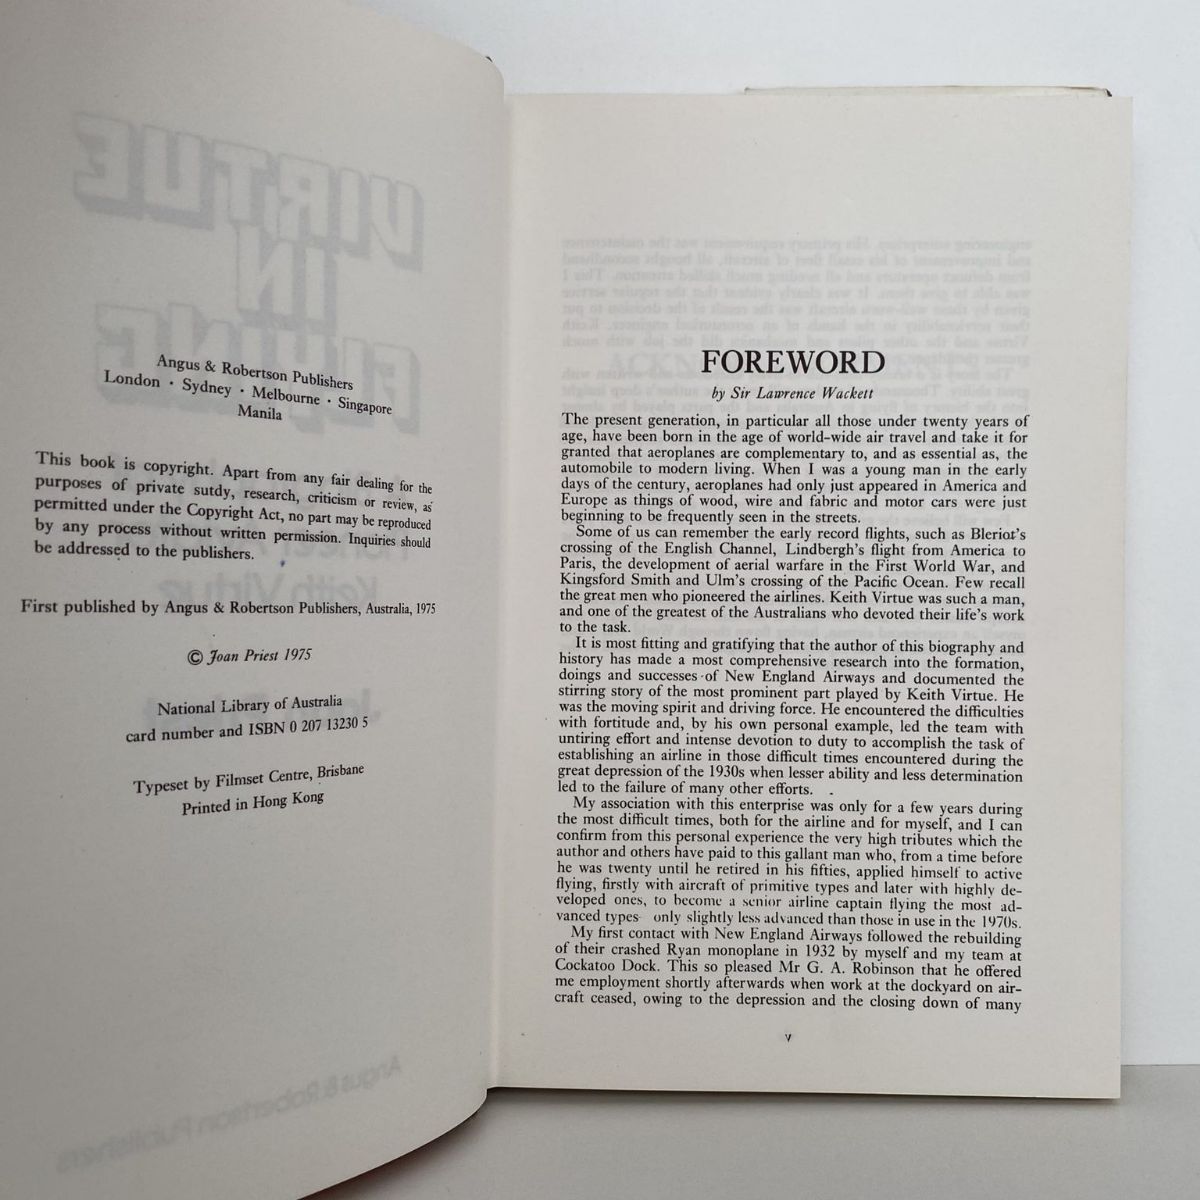 VIRTUE
IN
FLYING
Keith Virtue
Angus & Robertson Publishers
London · Sydney · Melbourne · Singapore
Manila
This book is copyright. Apart from any fair dealing for the
purposes of private sutdy, research, criticism or review, as
permitted under the Copyright Act, no part may be reproduced
by any process without written permission. Inquiries should
be addressed to the publishers.
First published by Angus & Robertson Publishers, Australia, 1975
© Joan Priest 1975
National Library of Australia
card number and ISBN 0 207 13230 5
Typeset by Filmset Centre, Brisbane
Printed in Hong Kong
Angus & Robertson Publishers
FOREWORD
by Sir Lawrence Wackett
The present generation, in particular all those under twenty years of
age, have been born in the age of world-wide air travel and take it for
granted that aeroplanes are complementary to, and as essential as, the
automobile to modern living. When I was a young man in the early
days of the century, aeroplanes had only just appeared in America and
Europe as things of wood, wire and fabric and motor cars were just
beginning to be frequently seen in the streets.
Some of us can remember the early record flights, such as Bleriot's
crossing of the English Channel, Lindbergh's flight from America to
Paris, the development of aerial warfare in the First World War, and
Kingsford Smith and Ulm's crossing of the Pacific Ocean. Few recall
the great men who pioneered the airlines. Keith Virtue was such a man,
and one of the greatest of the Australians who devoted their life's work
to the task.
It is most fitting and gratifying that the author of this biography and
history has made a most comprehensive research into the formation,
doings and successes of New England Airways and documented the
stirring story of the most prominent part played by Keith Virtue. He
was the moving spirit and driving force. He encountered the difficulties
with fortitude and, by his own personal example, led the team with
untiring effort and intense devotion to duty to accomplish the task of
establishing an airline in those difficult times encountered during the
great depression of the 1930s when lesser ability and less determination
led to the failure of many other efforts.
My association with this enterprise was only for a few years during
the most difficult times, both for the airline and for myself, and I can
confirm from this personal experience the very high tributes which the
author and others have paid to this gallant man who, from a time before
he was twenty until he retired in his fifties, applied himself to active
flying, firstly with aircraft of primitive types and later with highly de-
veloped ones, to become a senior airline captain flying the most ad-
vanced types only slightly less advanced than those in use in the 1970s.
My first contact with New England Airways followed the rebuilding
of their crashed Ryan monoplane in 1932 by myself and my team at
Cockatoo Dock. This so pleased Mr G. A. Robinson that he offered
me employment shortly afterwards when work at the dockyard on air-
craft ceased, owing to the depression and the closing down of many
v